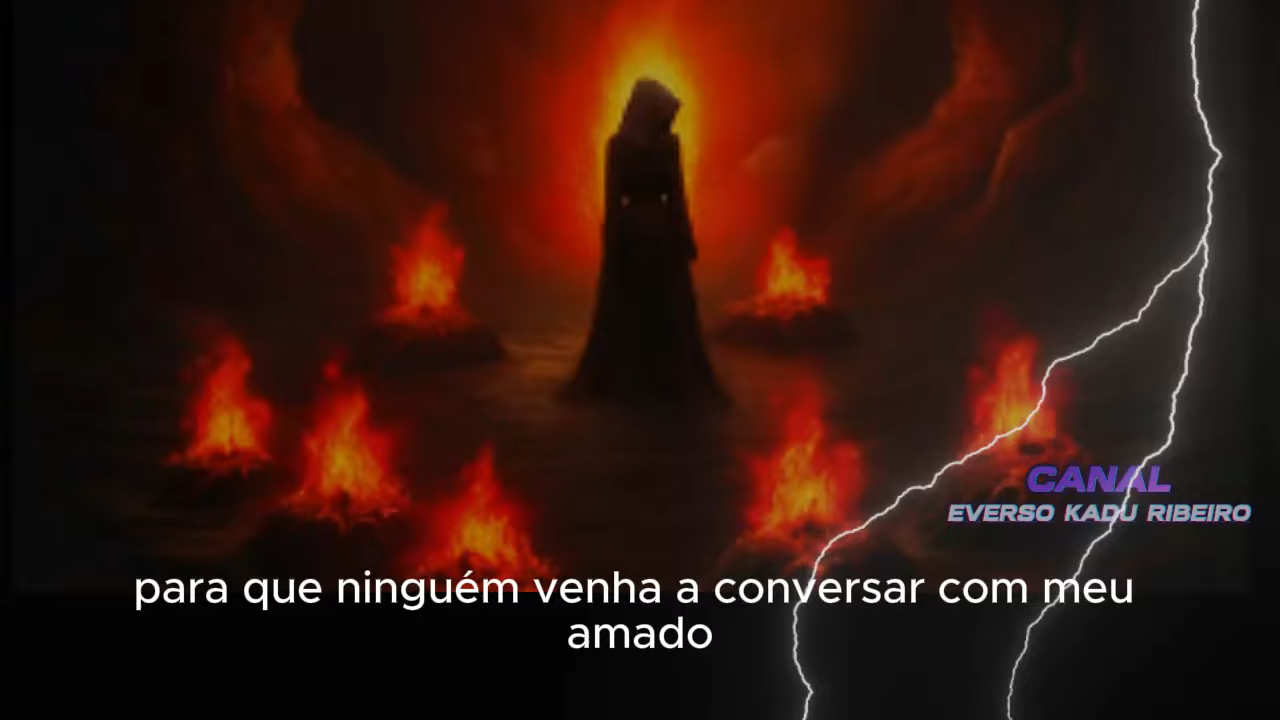 CANAL
EVERSO KADU RIBEIRO
para que ninguém venha a conversar com meu
amado